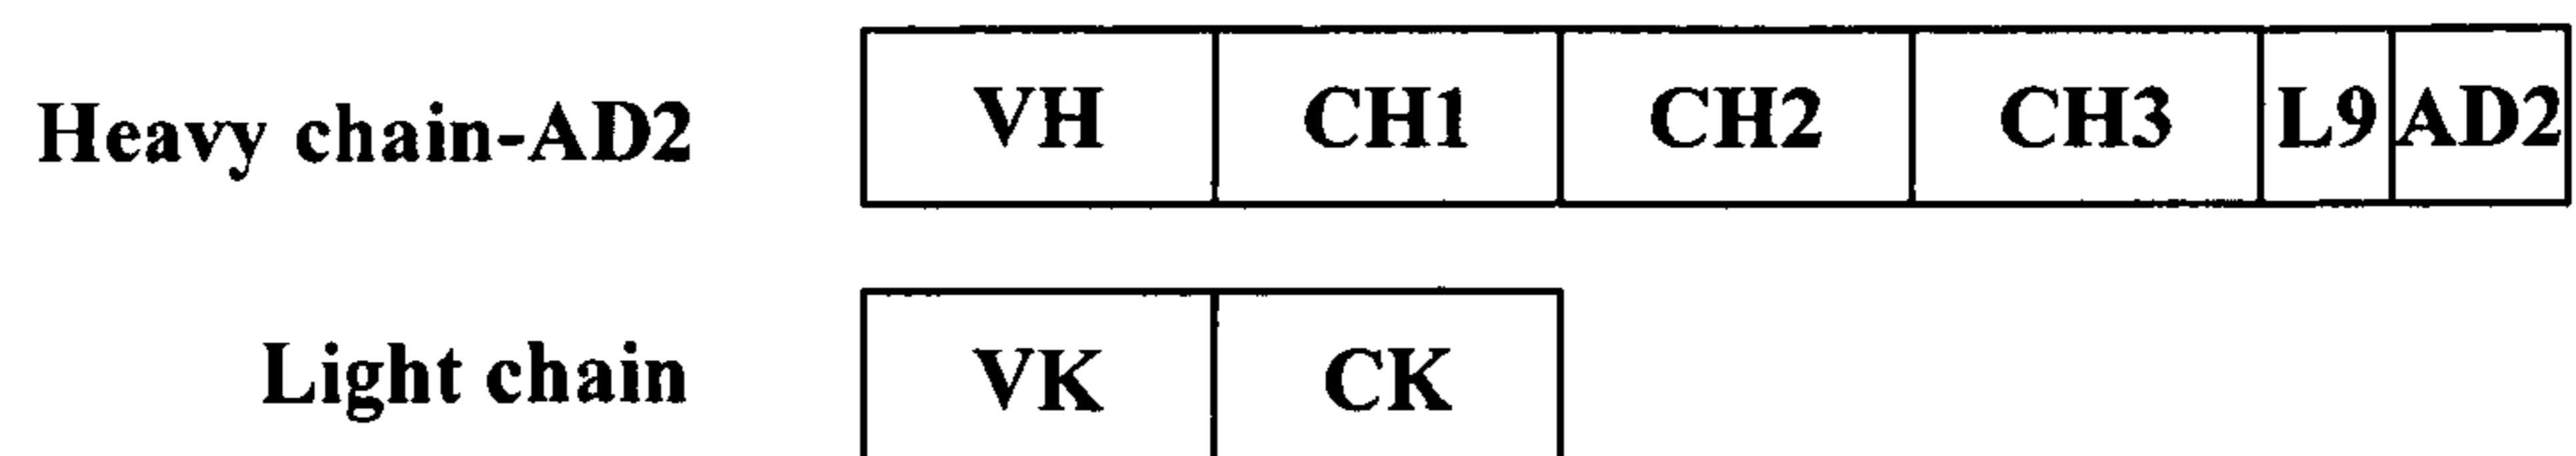 Heavy chain-AD2 VH CH1 CH2 CH3 L9 AD2
Light chain VK CK